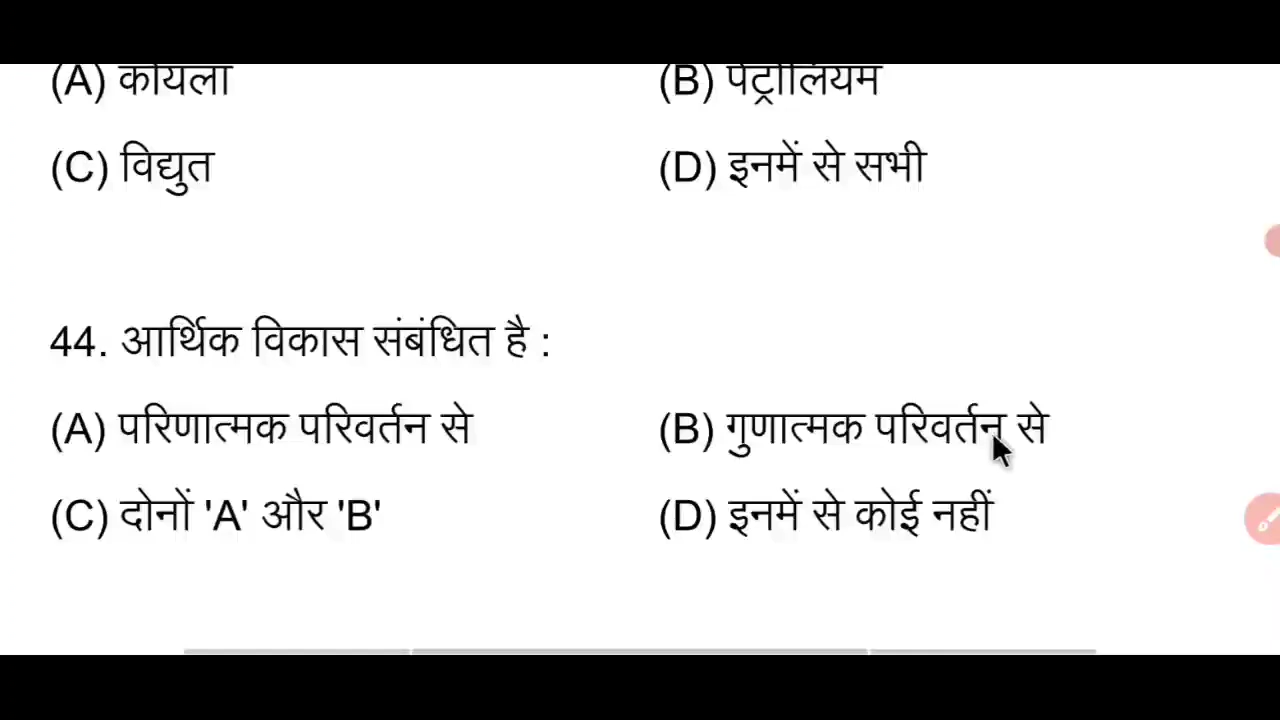 (A) कोयला (B) पेट्रोलियम
(C) विद्युत (D) इनमें से सभी
44. आर्थिक विकास संबंधित है :
(A) परिणात्मक परिवर्तन से (B) गुणात्मक परिवर्तन से
(C) दोनों 'A' और 'B' (D) इनमें से कोई नहीं